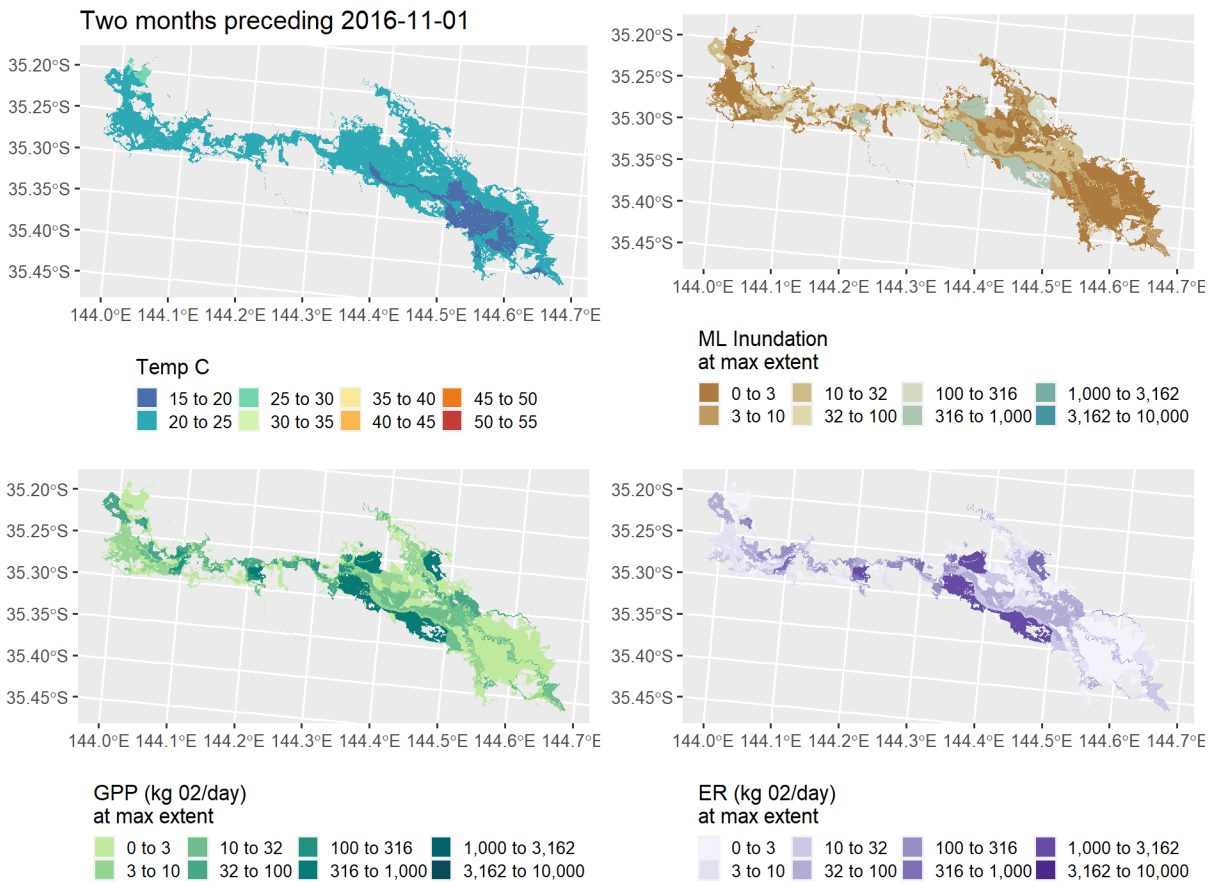 Two months preceding 2016-11-01
35.20°S
35.25°S
35.30°S
35.35°S
35.40°S
35.45°S
144.0°E 144.1°E 144.2°E 144.3°E 144.4°E 144.5°E 144.6°E 144.7°E
Temp C
15 to 20 25 to 30 35 to 40 45 to 50
20 to 25 30 to 35 40 to 45 50 to 55
35.20°S
35.25°S
35.30°S
35.35°S
35.40°S
35.45°S
144.0°E 144.1°E 144.2°E 144.3°E 144.4°E 144.5°E 144.6°E 144.7°E
ML Inundation
at max extent
0 to 3 10 to 32 100 to 316 1,000 to 3,162
3 to 10 32 to 100 316 to 1,000 3,162 to 10,000
35.20°S
35.25°S
35.30°S
35.35°S
35.40°S
35.45°S
144.0°E 144.1°E 144.2°E 144.3°E 144.4°E 144.5°E 144.6°E 144.7°E
GPP (kg 02/day)
at max extent
0 to 3 10 to 32 100 to 316 1,000 to 3,162
3 to 10 32 to 100 316 to 1,000 3,162 to 10,000
35.20°S
35.25°S
35.30°S
35.35°S
35.40°S
35.45°S
144.0°E 144.1°E 144.2°E 144.3°E 144.4°E 144.5°E 144.6°E 144.7°E
ER (kg 02/day)
at max extent
0 to 3 10 to 32 100 to 316 1,000 to 3,162
3 to 10 32 to 100 316 to 1,000 3,162 to 10,000